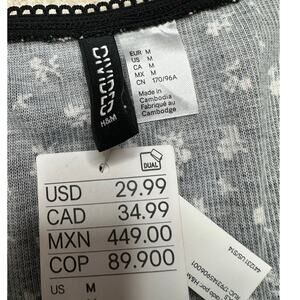 DIVIDED
H&M
EUR M
US M
CA M
MX M
CN 170/96A
Made in
Cambodia
Fabriqué au
Cambodge
DUAL
USD 29.99
CAD 34.99
MXN 449.00
COP 89.900
US M